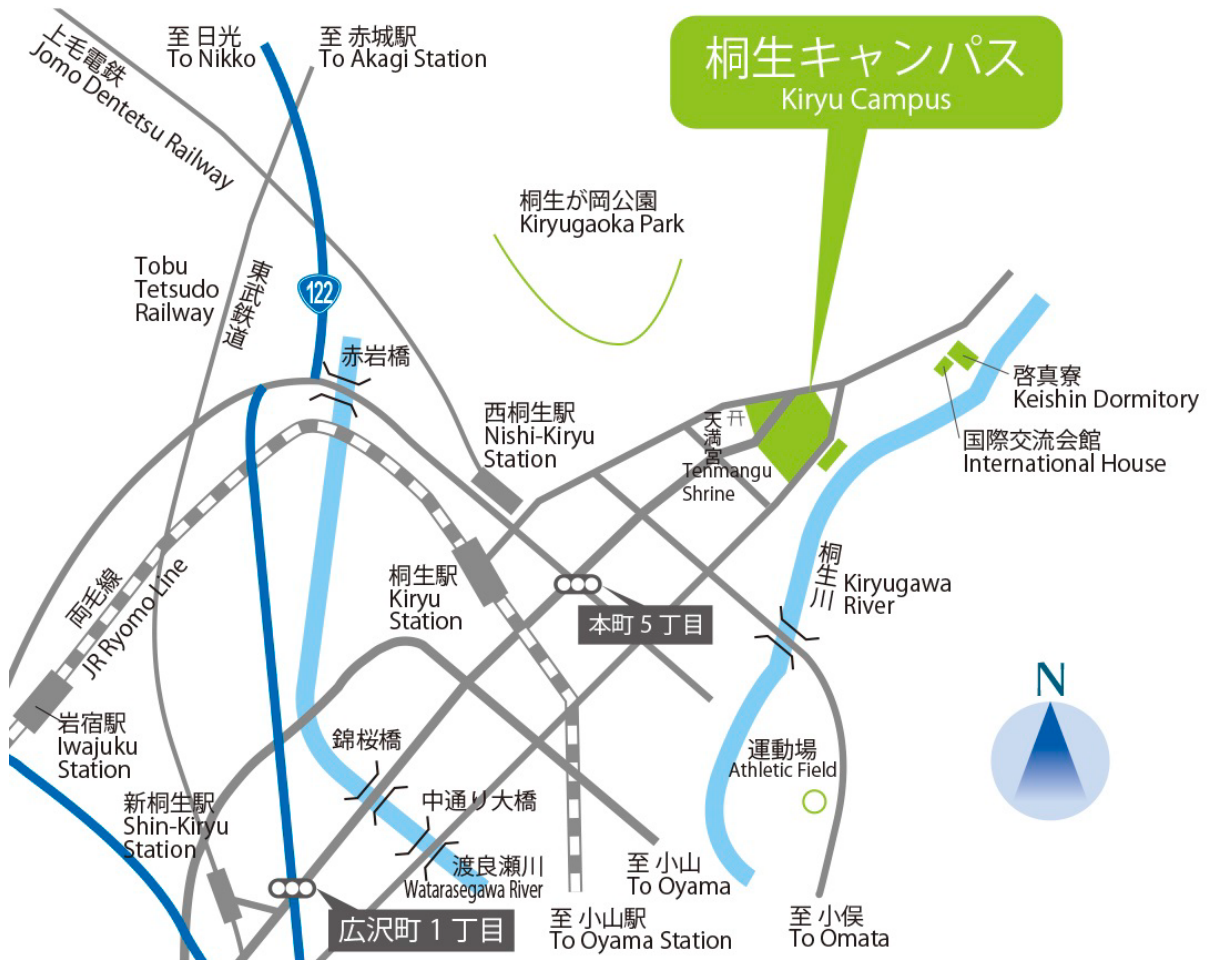 上毛電鉄
Jomo Dentetsu Railway
至 日光
To Nikko
至 赤城駅
To Akagi Station
桐生キャンパス
Kiryu Campus
桐生が岡公園
Kiryugaoka Park
Tobu
Tetsudo
Railway
東武鉄道
122
赤岩橋
西桐生駅
Nishi-Kiryu
Station
天満宮
Tenmangu
Shrine
啓真寮
Keishin Dormitory
国際交流会館
International House
両毛線
JR Ryomo Line
桐生駅
Kiryu
Station
本町 5 丁目
桐生川
Kiryugawa
River
N
岩宿駅
Iwajuku
Station
錦桜橋
運動場
Athletic Field
新桐生駅
Shin-Kiryu
Station
中通り大橋
渡良瀬川
Watarasegawa River
至 小山
To Oyama
広沢町 1 丁目
至 小山駅
To Oyama Station
至 小俣
To Omata